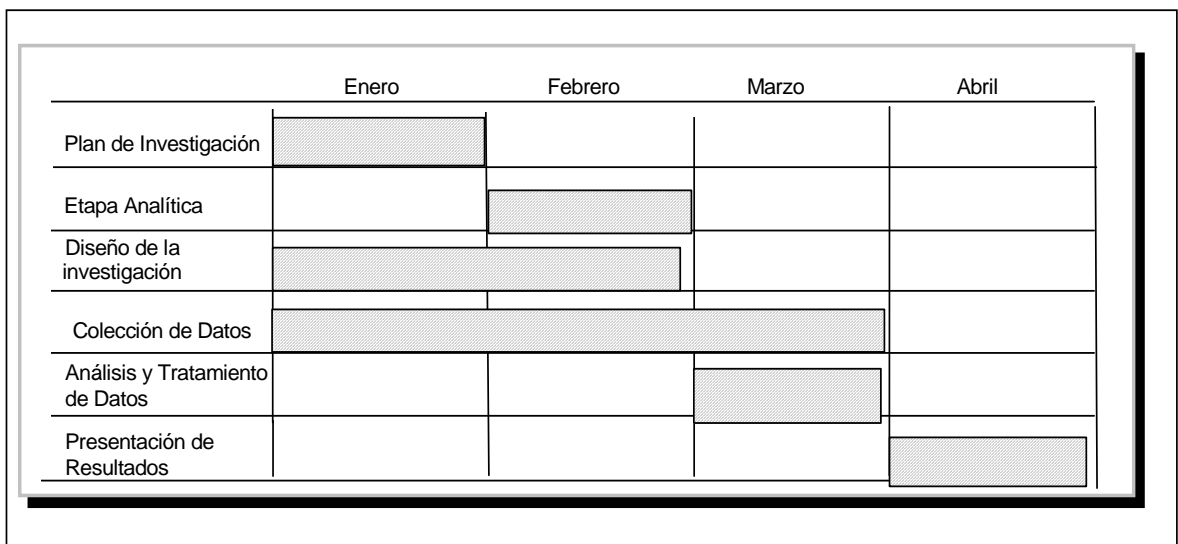 Enero Febrero Marzo Abril
Plan de Investigación
Etapa Analítica
Diseño de la
investigación
Colección de Datos
Análisis y Tratamiento
de Datos
Presentación de
Resultados